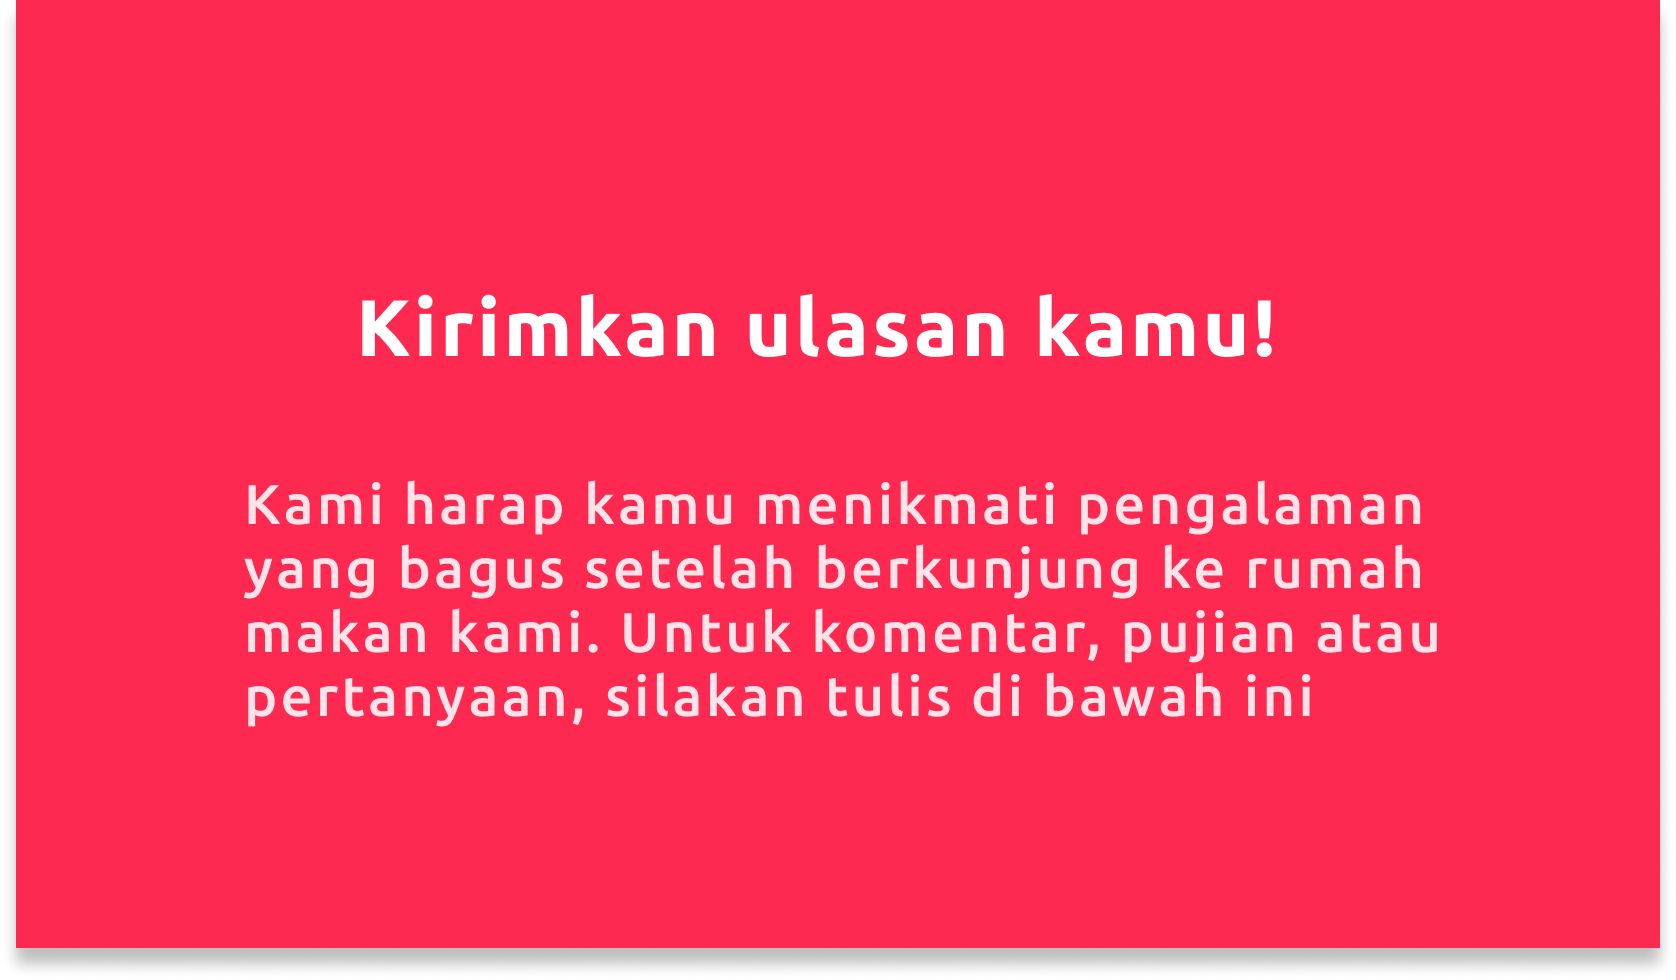 Kirimkan ulasan kamu!
Kami harap kamu menikmati pengalaman
yang bagus setelah berkunjung ke rumah
makan kami. Untuk komentar, pujian atau
pertanyaan, silakan tulis di bawah ini